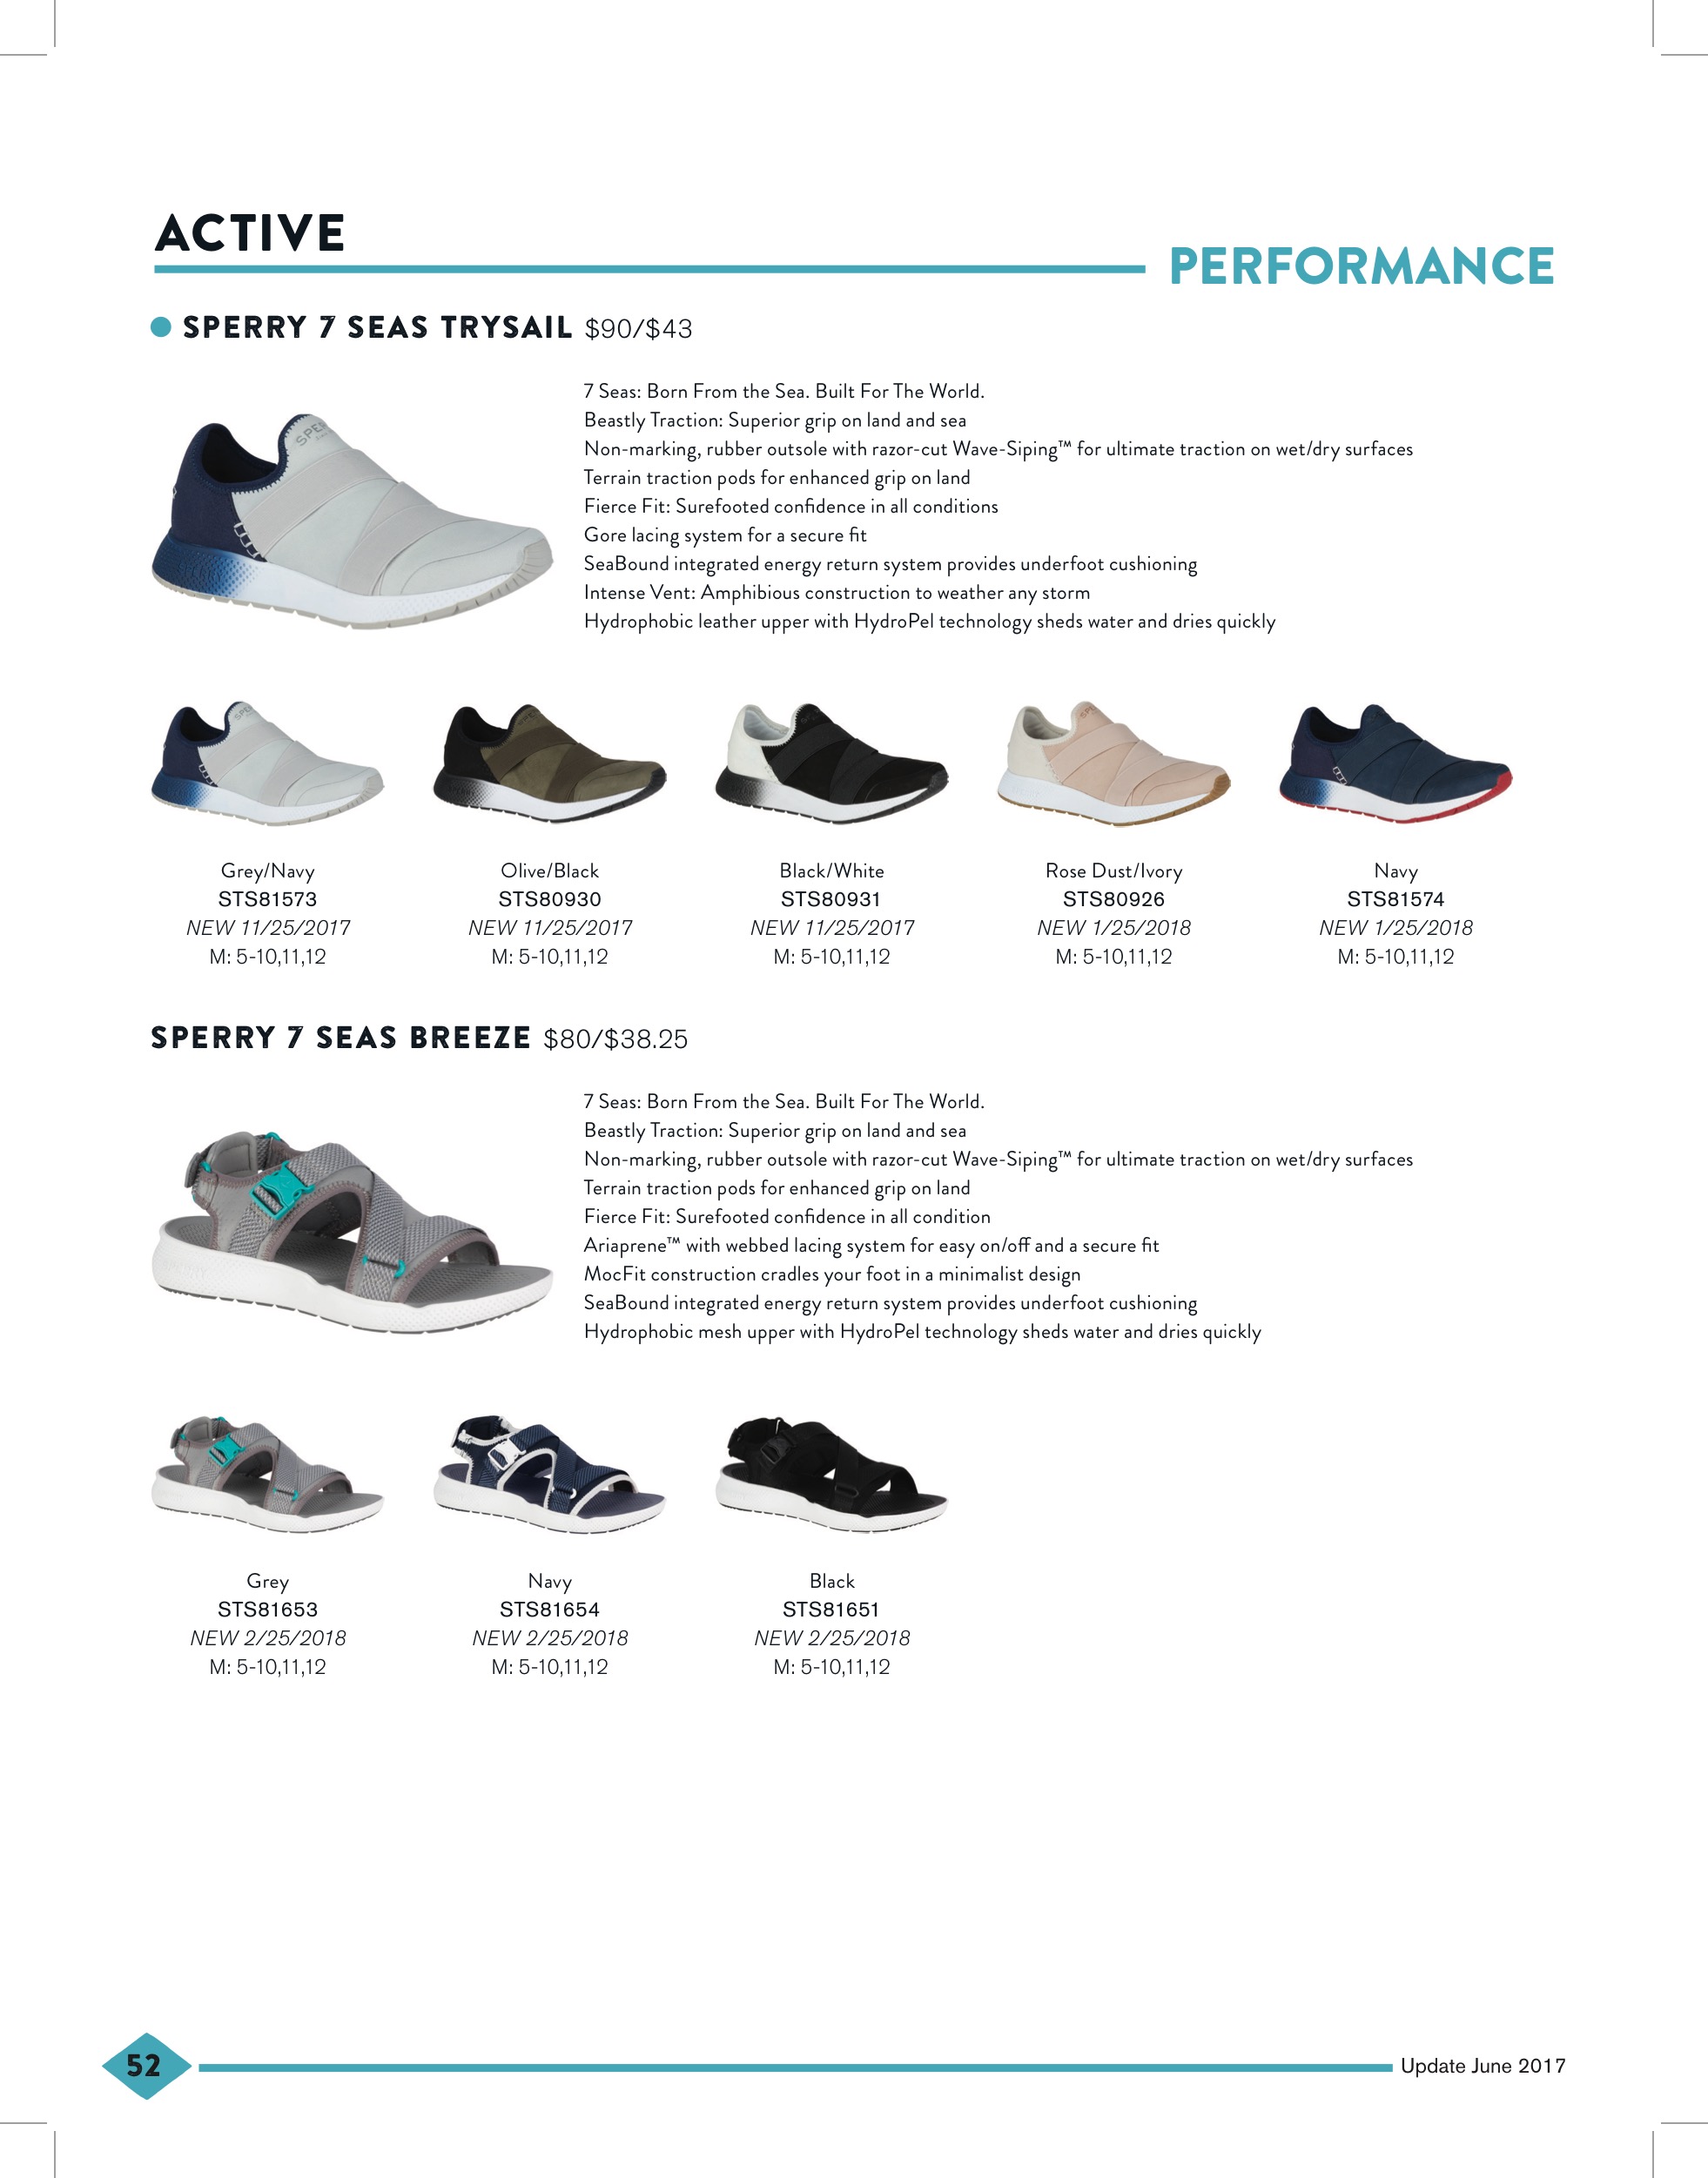 ACTIVE
PERFORMANCE
SPERRY 7 SEAS TRYSAIL $90/$43
7 Seas: Born From the Sea. Built For The World.
Beastly Traction: Superior grip on land and sea
Non-marking, rubber outsole with razor-cut Wave-Siping™ for ultimate traction on wet/dry surfaces
Terrain traction pods for enhanced grip on land
Fierce Fit: Surefooted confidence in all conditions
Gore lacing system for a secure fit
SeaBound integrated energy return system provides underfoot cushioning
Intense Vent: Amphibious construction to weather any storm
Hydrophobic leather upper with HydroPel technology sheds water and dries quickly
Grey/Navy
STS81573
NEW 11/25/2017
M: 5-10,11,12
Olive/Black
STS80930
NEW 11/25/2017
M: 5-10,11,12
Black/White
STS80931
NEW 11/25/2017
M: 5-10,11,12
Rose Dust/Ivory
STS80926
NEW 1/25/2018
M: 5-10,11,12
Navy
STS81574
NEW 1/25/2018
M: 5-10,11,12
SPERRY 7 SEAS BREEZE $80/$38.25
7 Seas: Born From the Sea. Built For The World.
Beastly Traction: Superior grip on land and sea
Non-marking, rubber outsole with razor-cut Wave-Siping™ for ultimate traction on wet/dry surfaces
Terrain traction pods for enhanced grip on land
Fierce Fit: Surefooted confidence in all condition
Ariaprene™ with webbed lacing system for easy on/off and a secure fit
MocFit construction cradles your foot in a minimalist design
SeaBound integrated energy return system provides underfoot cushioning
Hydrophobic mesh upper with HydroPel technology sheds water and dries quickly
Grey
STS81653
NEW 2/25/2018
M: 5-10,11,12
Navy
STS81654
NEW 2/25/2018
M: 5-10,11,12
Black
STS81651
NEW 2/25/2018
M: 5-10,11,12
52
Update June 2017